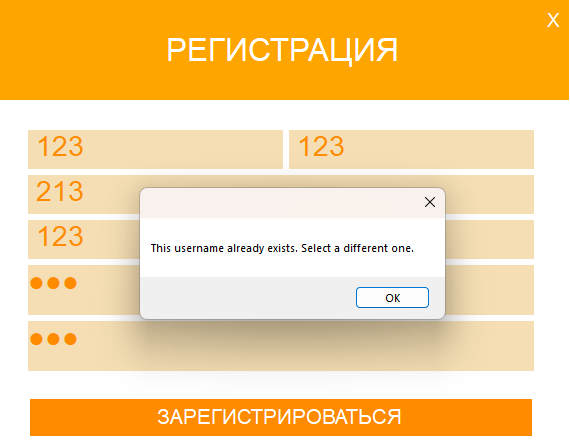 X
РЕГИСТРАЦИЯ
123 123
213
123
This username already exists. Select a different one.
OK
●●●
●●●
ЗАРЕГИСТРИРОВАТЬСЯ